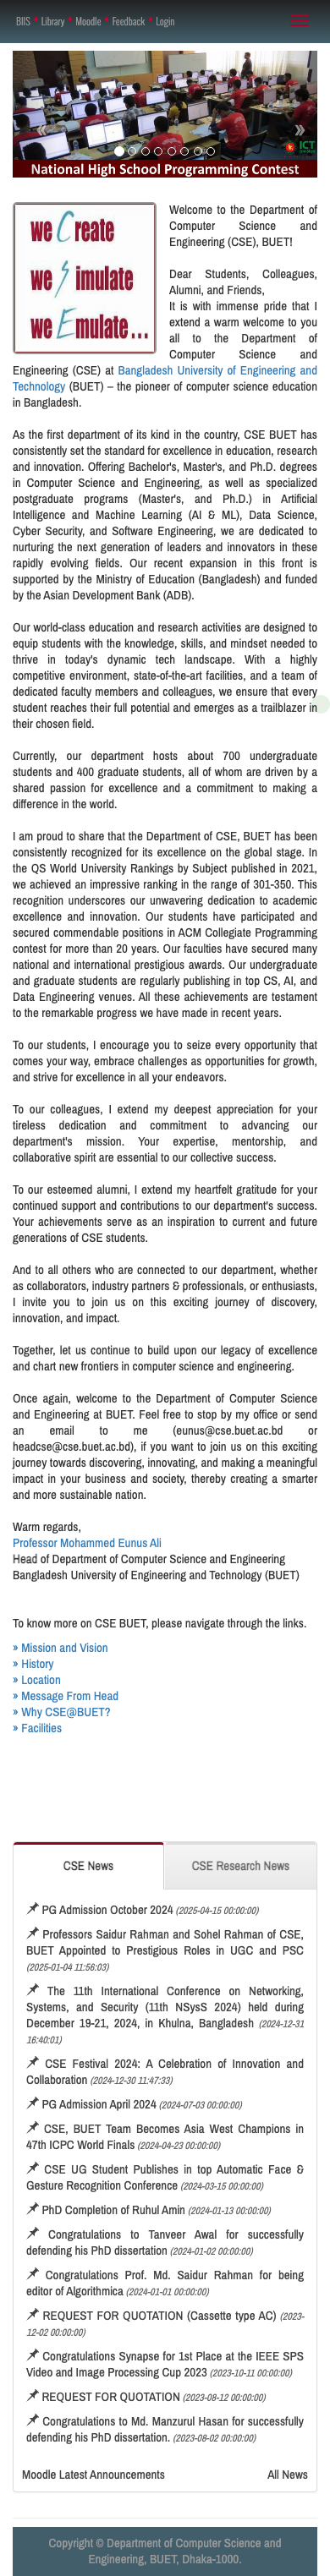 BIIS • Library • Moodle • Feedback • Login
« »
ICT
National High School Programming Contest
we Create
we Simulate
we Emulate...
Welcome to the Department of
Computer Science and
Engineering (CSE), BUET!
Dear Students, Colleagues,
Alumni, and Friends,
It is with immense pride that I
extend a warm welcome to you
all to the Department of
Computer Science and
Engineering (CSE) at Bangladesh University of Engineering and
Technology (BUET) – the pioneer of computer science education
in Bangladesh.
As the first department of its kind in the country, CSE BUET has
consistently set the standard for excellence in education, research
and innovation. Offering Bachelor's, Master's, and Ph.D. degrees
in Computer Science and Engineering, as well as specialized
postgraduate programs (Master's, and Ph.D.) in Artificial
Intelligence and Machine Learning (AI & ML), Data Science,
Cyber Security, and Software Engineering, we are dedicated to
nurturing the next generation of leaders and innovators in these
rapidly evolving fields. Our recent expansion in this front is
supported by the Ministry of Education (Bangladesh) and funded
by the Asian Development Bank (ADB).
Our world-class education and research activities are designed to
equip students with the knowledge, skills, and mindset needed to
thrive in today's dynamic tech landscape. With a highly
competitive environment, state-of-the-art facilities, and a team of
dedicated faculty members and colleagues, we ensure that every
student reaches their full potential and emerges as a trailblazer in
their chosen field.
Currently, our department hosts about 700 undergraduate
students and 400 graduate students, all of whom are driven by a
shared passion for excellence and a commitment to making a
difference in the world.
I am proud to share that the Department of CSE, BUET has been
consistently recognized for its excellence on the global stage. In
the QS World University Rankings by Subject published in 2021,
we achieved an impressive ranking in the range of 301-350. This
recognition underscores our unwavering dedication to academic
excellence and innovation. Our students have participated and
secured commendable positions in ACM Collegiate Programming
contest for more than 20 years. Our faculties have secured many
national and international prestigious awards. Our undergraduate
and graduate students are regularly publishing in top CS, AI, and
Data Engineering venues. All these achievements are testament
to the remarkable progress we have made in recent years.
To our students, I encourage you to seize every opportunity that
comes your way, embrace challenges as opportunities for growth,
and strive for excellence in all your endeavors.
To our colleagues, I extend my deepest appreciation for your
tireless dedication and commitment to advancing our
department's mission. Your expertise, mentorship, and
collaborative spirit are essential to our collective success.
To our esteemed alumni, I extend my heartfelt gratitude for your
continued support and contributions to our department's success.
Your achievements serve as an inspiration to current and future
generations of CSE students.
And to all others who are connected to our department, whether
as collaborators, industry partners & professionals, or enthusiasts,
I invite you to join us on this exciting journey of discovery,
innovation, and impact.
Together, let us continue to build upon our legacy of excellence
and chart new frontiers in computer science and engineering.
Once again, welcome to the Department of Computer Science
and Engineering at BUET. Feel free to stop by my office or send
an email to me (eunus@cse.buet.ac.bd or
headcse@cse.buet.ac.bd), if you want to join us on this exciting
journey towards discovering, innovating, and making a meaningful
impact in your business and society, thereby creating a smarter
and more sustainable nation.
Warm regards,
Professor Mohammed Eunus Ali
Head of Department of Computer Science and Engineering
Bangladesh University of Engineering and Technology (BUET)
To know more on CSE BUET, please navigate through the links.
» Mission and Vision
» History
» Location
» Message From Head
» Why CSE@BUET?
» Facilities
CSE News
CSE Research News
PG Admission October 2024 (2025-04-15 00:00:00)
Professors Saidur Rahman and Sohel Rahman of CSE,
BUET Appointed to Prestigious Roles in UGC and PSC
(2025-01-04 11:56:03)
The 11th International Conference on Networking,
Systems, and Security (11th NSysS 2024) held during
December 19-21, 2024, in Khulna, Bangladesh (2024-12-31
16:40:01)
CSE Festival 2024: A Celebration of Innovation and
Collaboration (2024-12-30 11:47:33)
PG Admission April 2024 (2024-07-03 00:00:00)
CSE, BUET Team Becomes Asia West Champions in
47th ICPC World Finals (2024-04-23 00:00:00)
CSE UG Student Publishes in top Automatic Face &
Gesture Recognition Conference (2024-03-15 00:00:00)
PhD Completion of Ruhul Amin (2024-01-13 00:00:00)
Congratulations to Tanveer Awal for successfully
defending his PhD dissertation (2024-01-02 00:00:00)
Congratulations Prof. Md. Saidur Rahman for being
editor of Algorithmica (2024-01-01 00:00:00)
REQUEST FOR QUOTATION (Cassette type AC) (2023-
12-02 00:00:00)
Congratulations Synapse for 1st Place at the IEEE SPS
Video and Image Processing Cup 2023 (2023-10-11 00:00:00)
REQUEST FOR QUOTATION (2023-08-12 00:00:00)
Congratulations to Md. Manzurul Hasan for successfully
defending his PhD dissertation. (2023-08-02 00:00:00)
Moodle Latest Announcements
All News
Copyright © Department of Computer Science and
Engineering, BUET, Dhaka-1000.